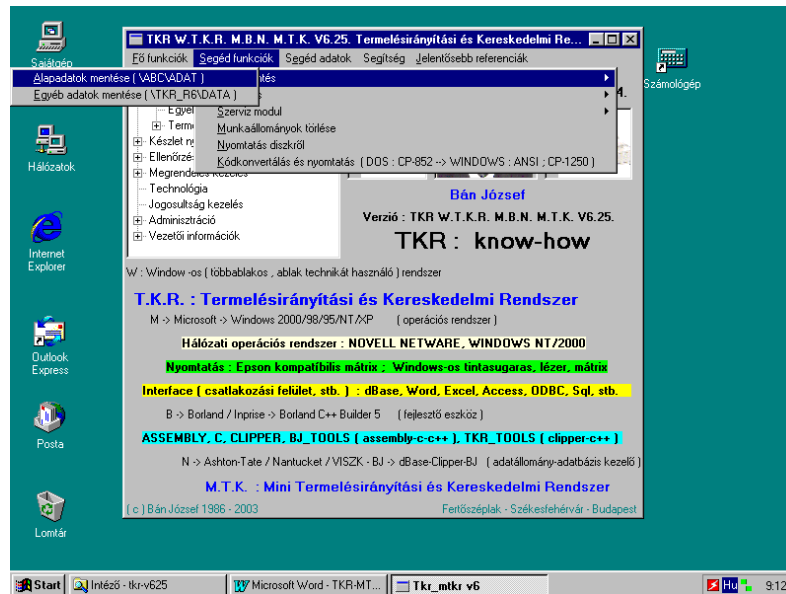 Sajátgép
Hálózatok
Internet
Explorer
Outlook
Express
Posta
Lomtár
Számológép
TKR W.T.K.R. M.B.N. M.T.K. V6.25. Termelésirányítási és Kereskedelmi Re...
Fő funkciók Segéd funkciók Segéd adatok Segítség Jelentősebb referenciák
Alapadatok mentése ( \ABC\ADAT )
Egyéb adatok mentése ( \TKR_R6\DATA )
Szerviz modul
Munkaállományok törlése
Nyomtatás diszkről
Kódkonvertálás és nyomtatás ( DOS : CP-852 --> WINDOWS : ANSI ; CP-1250 )
Technológia
Jogosultság kezelés
Adminisztráció
Vezetői információk
Bán József
Verzió : TKR W.T.K.R. M.B.N. M.T.K. V6.25.
TKR : know-how
W : Window -os ( többablakos , ablak technikát használó ) rendszer
T.K.R. : Termelésirányítási és Kereskedelmi Rendszer
M -> Microsoft -> Windows 2000/98/95/NT/XP ( operációs rendszer )
Hálózati operációs rendszer : NOVELL NETWARE, WINDOWS NT/2000
Nyomtatás : Epson kompatibilis mátrix ; Windows-os tintasugaras, lézer, mátrix
Interface ( csatlakozási felület, stb. ) : dBase, Word, Excel, Access, ODBC, Sql, stb.
B -> Borland / Inprise -> Borland C++ Builder 5 ( fejlesztő eszköz )
ASSEMBLY, C, CLIPPER, BJ_TOOLS ( assembly-c-c++ ), TKR_TOOLS ( clipper-c++ )
N -> Ashton-Tate / Nantucket / VISZK - BJ -> dBase-Clipper-BJ ( adatállomány-adatbázis kezelő )
M.T.K. : Mini Termelésirányítási és Kereskedelmi Rendszer
( c ) Bán József 1986 - 2003 Fertőszéplak - Székesfehérvár - Budapest
Start Intéző - tkr-v625 Microsoft Word - TKR-MT... Tkr_mtkr v6 Hu 9:12